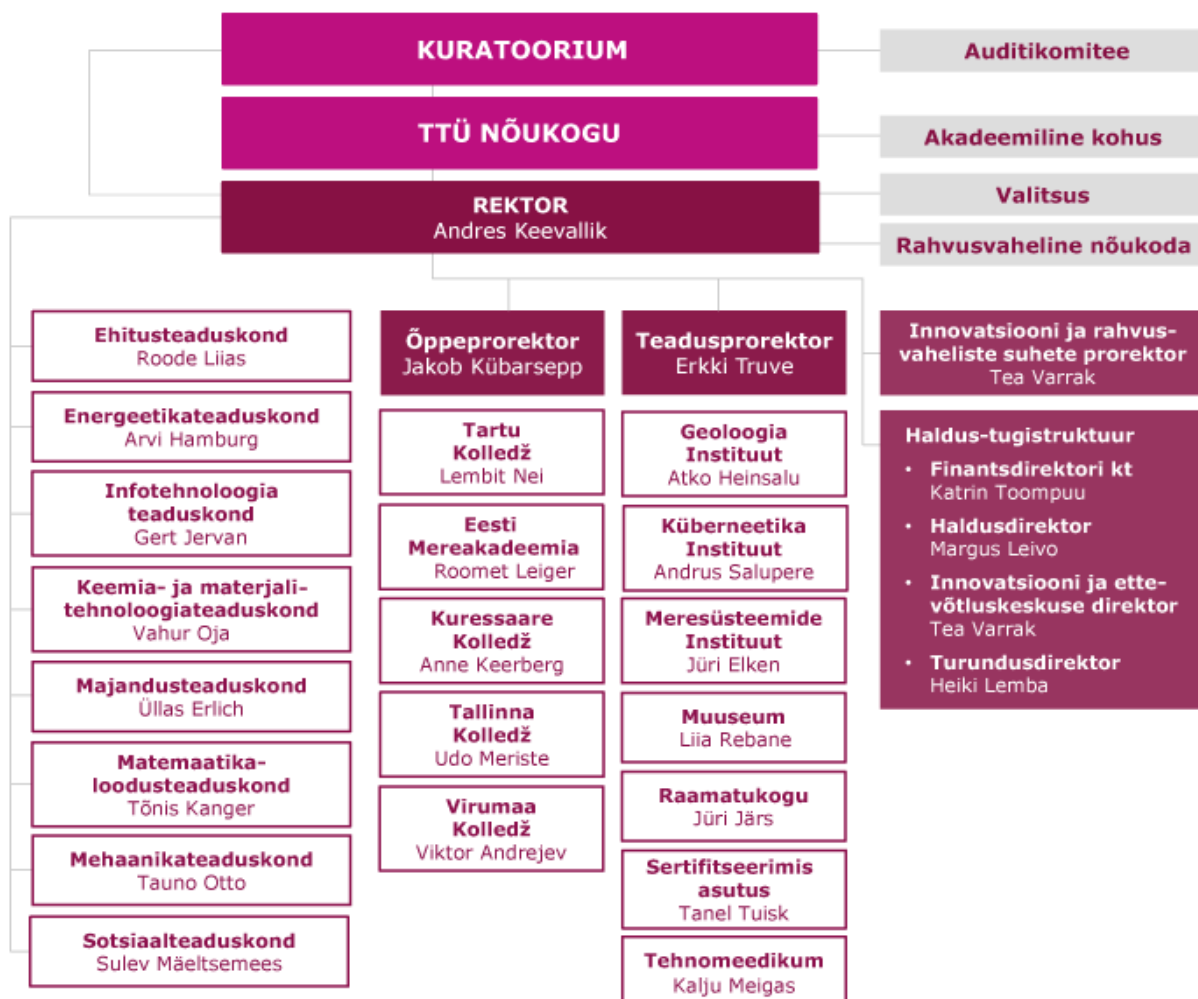 KURATOORIUM
Auditikomitee
TTÜ NÕUKOGU
Akadeemiline kohus
REKTOR
Andres Keevallik
Valitsus
Rahvusvaheline nõukoda
Ehitusteaduskond
Roode Liias
Energeetikateaduskond
Arvi Hamburg
Infotehnoloogia
teaduskond
Gert Jervan
Keemia- ja materjali-
tehnoloogiateaduskond
Vahur Oja
Majandusteaduskond
Üllas Erlich
Matemaatika-
loodusteaduskond
Tõnis Kanger
Mehaanikateaduskond
Tauno Otto
Sotsiaalteaduskond
Sulev Mäeltsemees
Õppeprorektor
Jakob Kübarsepp
Tartu
Kolledž
Lembit Nei
Eesti
Mereakadeemia
Roomet Leiger
Kuressaare
Kolledž
Anne Keerberg
Tallinna
Kolledž
Udo Meriste
Virumaa
Kolledž
Viktor Andrejev
Teadusprorektor
Erkki Truve
Geoloogia
Instituut
Atko Heinsalu
Küberneetika
Instituut
Andrus Salupere
Meresüsteemide
Instituut
Jüri Elken
Muuseum
Liia Rebane
Raamatukogu
Jüri Järs
Sertifitseerimis
asutus
Tanel Tuisk
Tehnomeedikum
Kalju Meigas
Innovatsiooni ja rahvus-
vaheliste suhete prorektor
Tea Varrak
Haldus-tugistruktuur
• Finantsdirektori kt
Katrin Toompuu
• Haldusdirektor
Margus Leivo
• Innovatsiooni ja ette-
võtluskeskuse direktor
Tea Varrak
• Turundusdirektor
Heiki Lemba